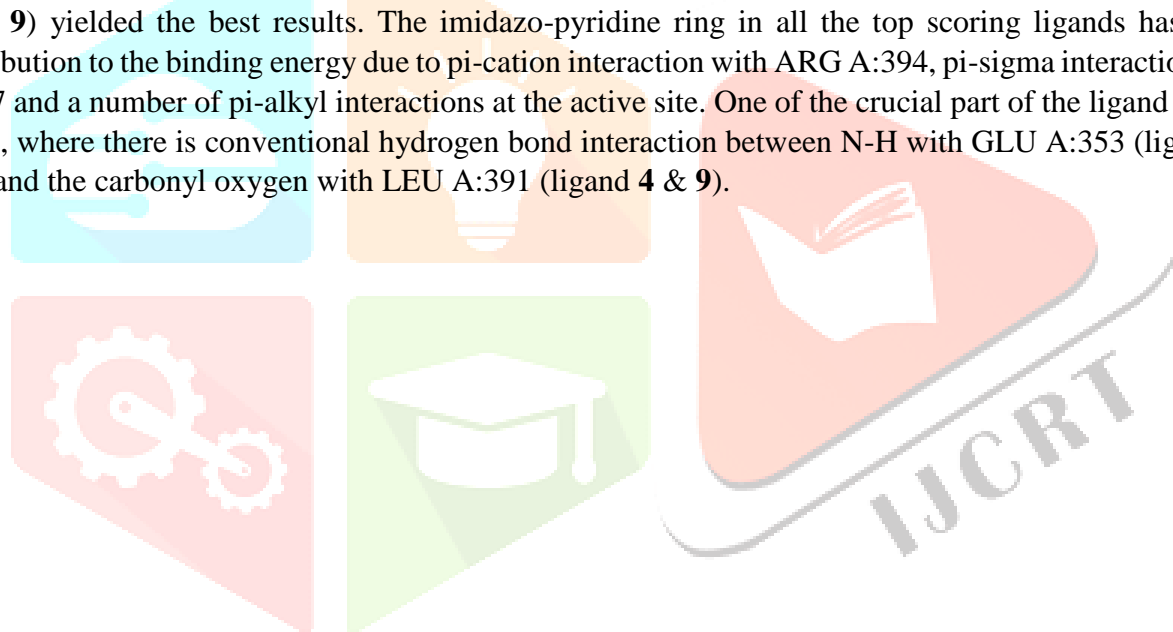 9) yielded the best results. The imidazo-pyridine ring in all the top scoring ligands has
to the binding energy due to pi-cation interaction with ARG A:394, pi-sigma
7 and a number of pi-alkyl interactions at the active site. One of the crucial part of the ligand
, where there is conventional hydrogen bond interaction between N-H with GLU A:353
and the carbonyl oxygen with LEU A:391 (ligand 4 & 9).
IJCRT